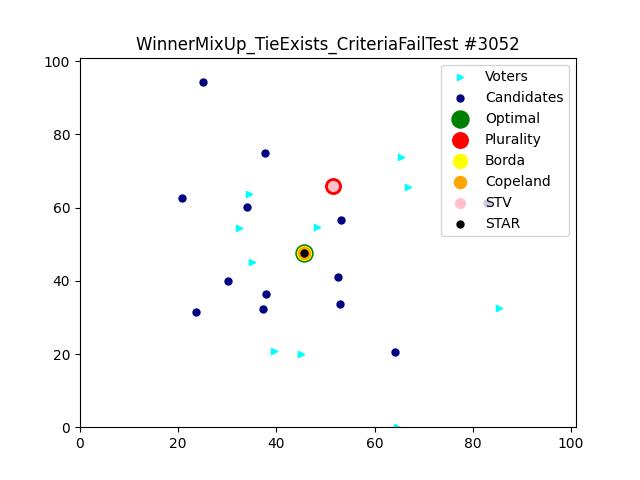 WinnerMixUp_TieExists_CriteriaFailTest #3052
Voters
Candidates
Optimal
Plurality
Borda
Copeland
STV
STAR
100
80
60
40
20
0
0 20 40 60 80 100